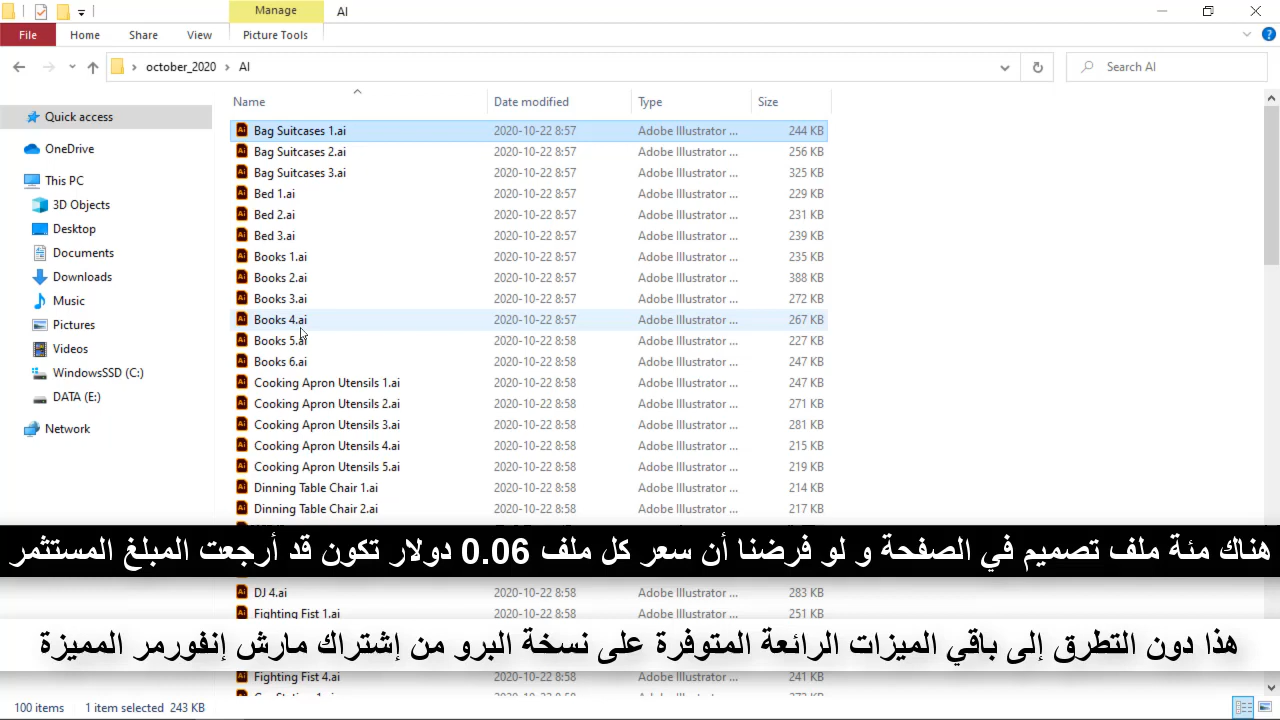 Manage
AI
File
Home
Share
View
Picture Tools
october_2020
AI
Search AI
Name
Date modified
Type
Size
Quick access
OneDrive
This PC
3D Objects
Desktop
Documents
Downloads
Music
Pictures
Videos
WindowsSSD (C:)
DATA (E:)
Network
Bag Suitcases 1.ai 2020-10-22 8:57 Adobe Illustrator ... 244 KB
Bag Suitcases 2.ai 2020-10-22 8:57 Adobe Illustrator ... 256 KB
Bag Suitcases 3.ai 2020-10-22 8:57 Adobe Illustrator ... 325 KB
Bed 1.ai 2020-10-22 8:57 Adobe Illustrator ... 229 KB
Bed 2.ai 2020-10-22 8:57 Adobe Illustrator ... 231 KB
Bed 3.ai 2020-10-22 8:57 Adobe Illustrator ... 239 KB
Books 1.ai 2020-10-22 8:57 Adobe Illustrator ... 235 KB
Books 2.ai 2020-10-22 8:57 Adobe Illustrator ... 388 KB
Books 3.ai 2020-10-22 8:57 Adobe Illustrator ... 272 KB
Books 4.ai 2020-10-22 8:57 Adobe Illustrator ... 267 KB
Books 5.ai 2020-10-22 8:58 Adobe Illustrator ... 227 KB
Books 6.ai 2020-10-22 8:58 Adobe Illustrator ... 247 KB
Cooking Apron Utensils 1.ai 2020-10-22 8:58 Adobe Illustrator ... 247 KB
Cooking Apron Utensils 2.ai 2020-10-22 8:58 Adobe Illustrator ... 271 KB
Cooking Apron Utensils 3.ai 2020-10-22 8:58 Adobe Illustrator ... 281 KB
Cooking Apron Utensils 4.ai 2020-10-22 8:58 Adobe Illustrator ... 215 KB
Cooking Apron Utensils 5.ai 2020-10-22 8:58 Adobe Illustrator ... 219 KB
Dinning Table Chair 1.ai 2020-10-22 8:58 Adobe Illustrator ... 214 KB
Dinning Table Chair 2.ai 2020-10-22 8:58 Adobe Illustrator ... 217 KB
هناك مئة ملف تصميم في الصفحة و لو فرضنا أن سعر كل ملف 0.06 دولار تكون قد أرجعت المبلغ المستثمر
DJ 4.ai 2020-10-22 8:58 Adobe Illustrator ... 283 KB
Fighting Fist 1.ai 2020-10-22 8:58 Adobe Illustrator ... 251 KB
هذا دون التطرق إلى باقي الميزات الرائعة المتوفرة على نسخة البرو من إشتراك مارش إنفورمر المميزة
Fighting Fist 4.ai 2020-10-22 8:58 Adobe Illustrator ... 241 KB
100 items 1 item selected 243 KB